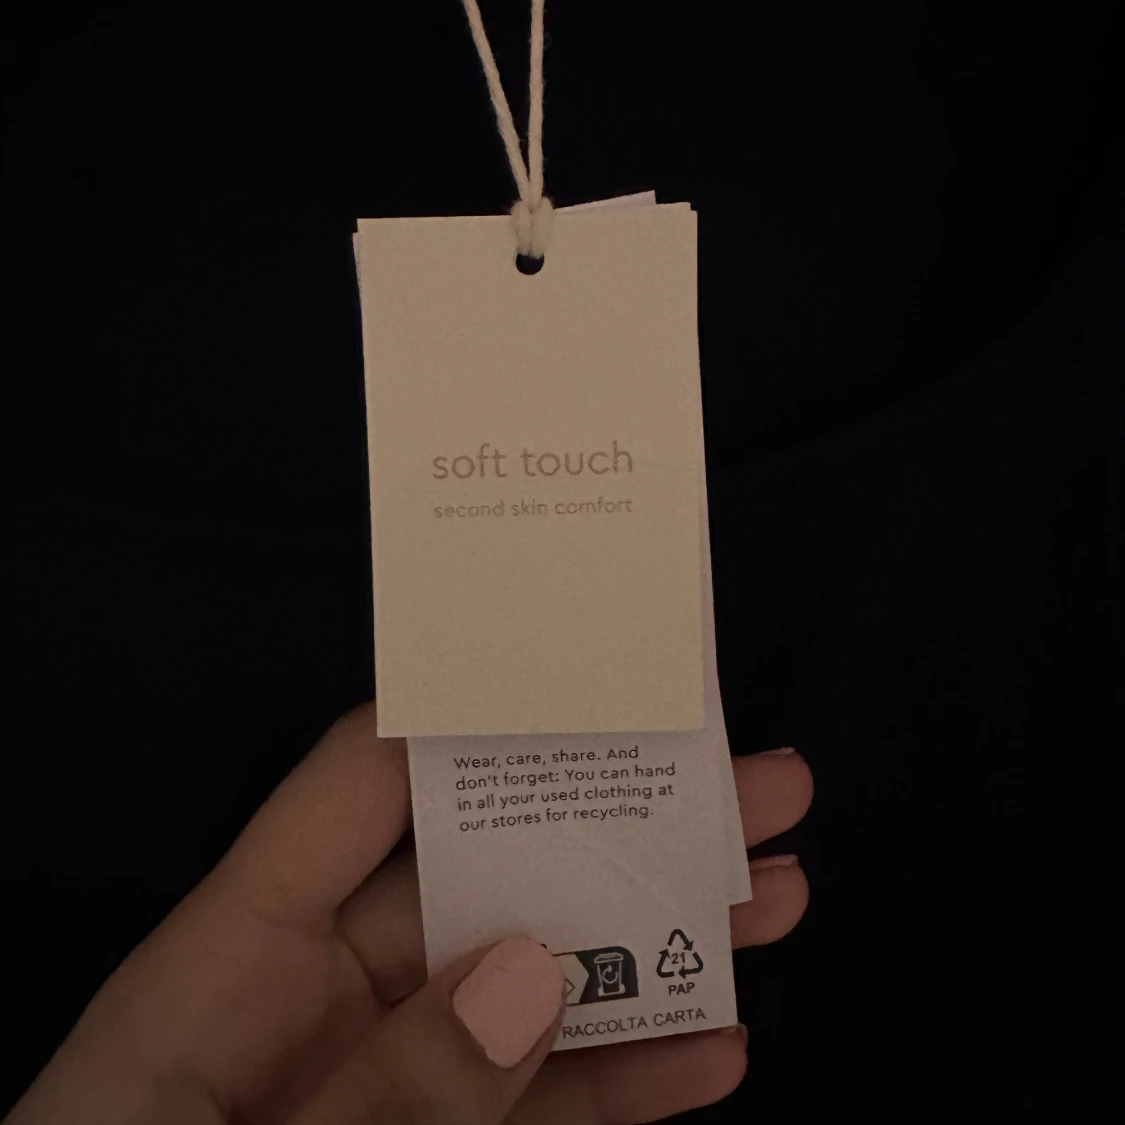 soft touch
second skin comfort
Wear, care, share. And
don't forget: You can hand
in all your used clothing at
our stores for recycling.
21
PAP
RACCOLTA CARTA